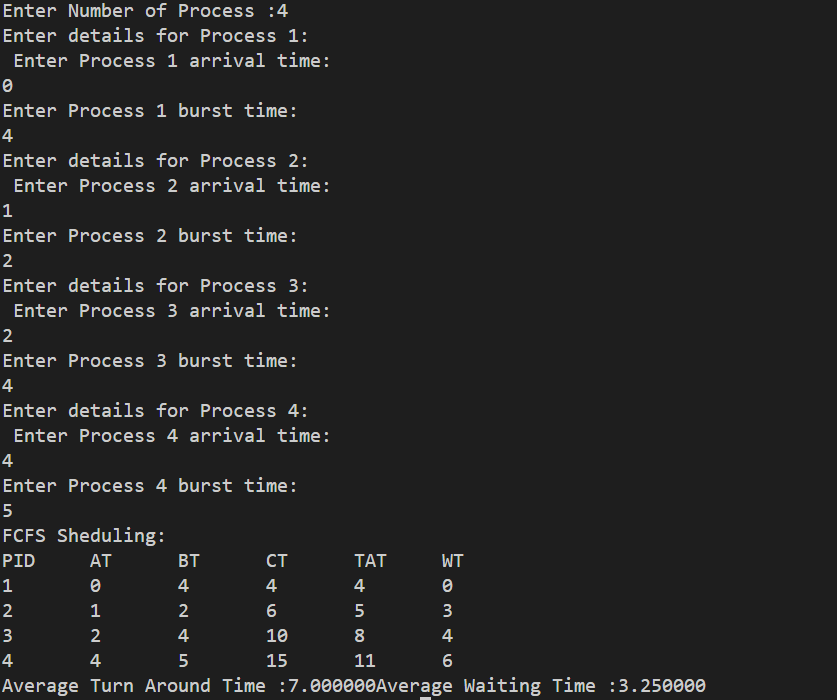 Enter Number of Process :4
Enter details for Process 1:
 Enter Process 1 arrival time:
0
Enter Process 1 burst time:
4
Enter details for Process 2:
 Enter Process 2 arrival time:
1
Enter Process 2 burst time:
2
Enter details for Process 3:
 Enter Process 3 arrival time:
2
Enter Process 3 burst time:
4
Enter details for Process 4:
 Enter Process 4 arrival time:
4
Enter Process 4 burst time:
5
FCFS Sheduling:
PID     AT      BT      CT      TAT     WT
1       0       4       4       4       0
2       1       2       6       5       3
3       2       4       10      8       4
4       4       5       15      11      6
Average Turn Around Time :7.000000Average Waiting Time :3.250000